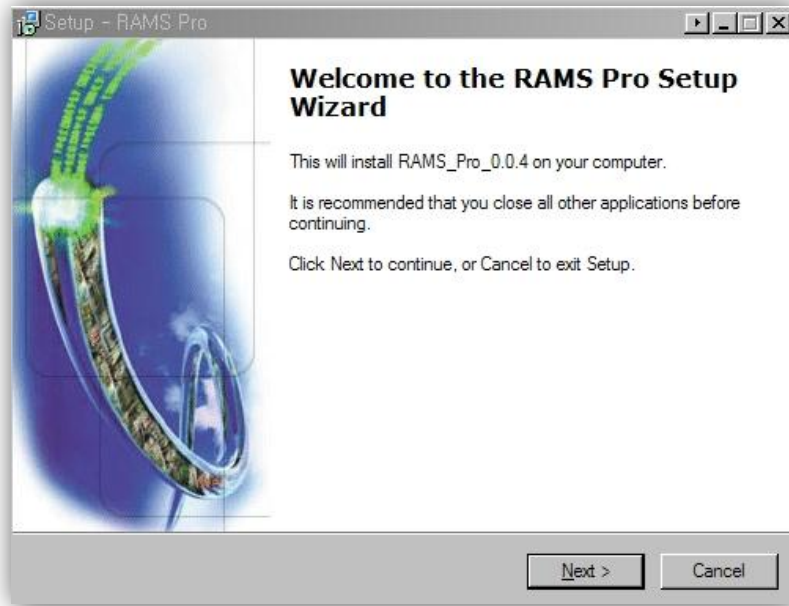 Setup - RAMS Pro
Welcome to the RAMS Pro Setup
Wizard
This will install RAMS_Pro_0.0.4 on your computer.
It is recommended that you close all other applications before
continuing.
Click Next to continue, or Cancel to exit Setup.
Next >
Cancel